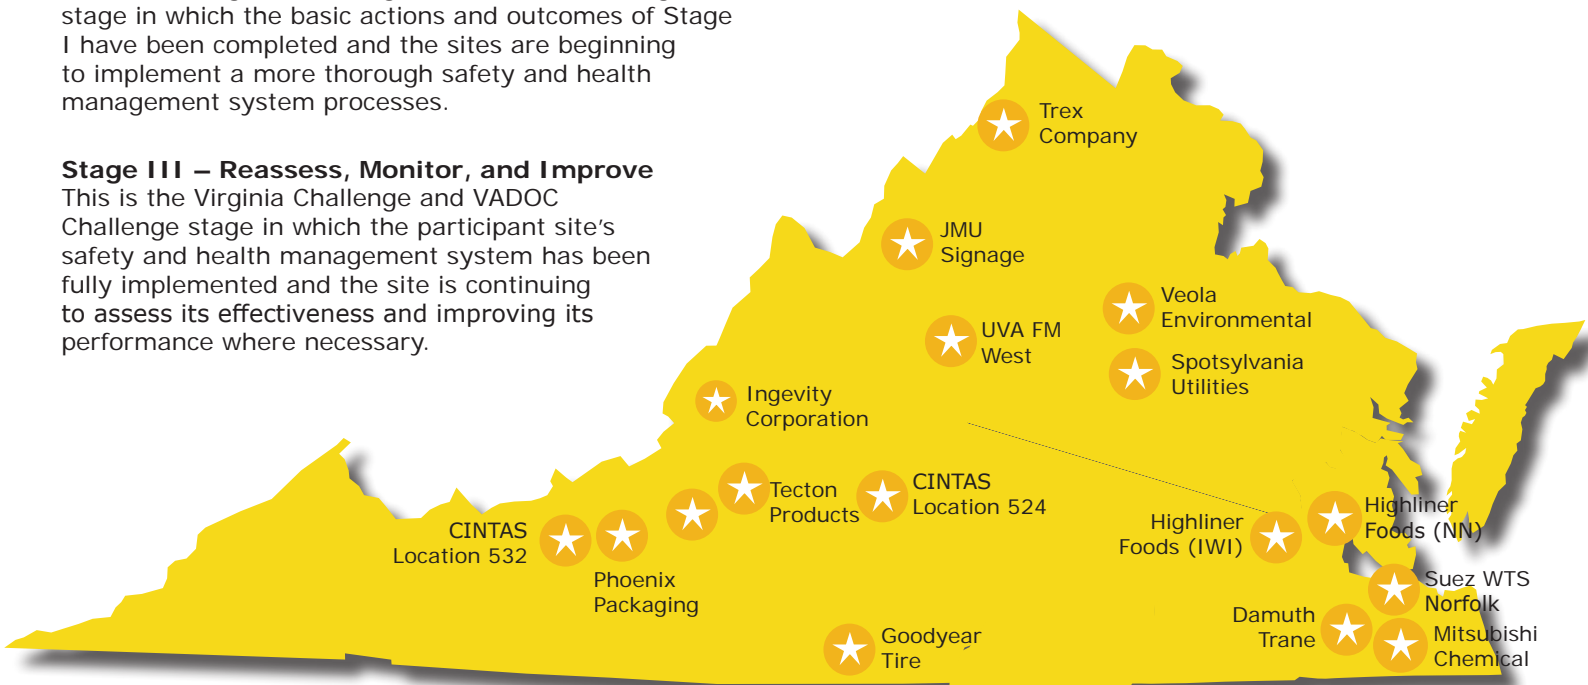 stage in which the basic actions and outcomes of Stage
I have been completed and the sites are beginning
to implement a more thorough safety and health
management system processes.
Stage III – Reassess, Monitor, and Improve
This is the Virginia Challenge and VADOC
Challenge stage in which the participant site’s
safety and health management system has been
fully implemented and the site is continuing
to assess its effectiveness and improving its
performance where necessary.
Trex
Company
JMU
Signage
Veola
Environmental
UVA FM
West
Spotsylvania
Utilities
Ingevity
Corporation
Tecton
Products
CINTAS
Location 524
CINTAS
Location 532
Phoenix
Packaging
Highliner
Foods (IWI)
Highliner
Foods (NN)
Suez WTS
Norfolk
Damuth
Trane
Mitsubishi
Chemical
Goodyear
Tire